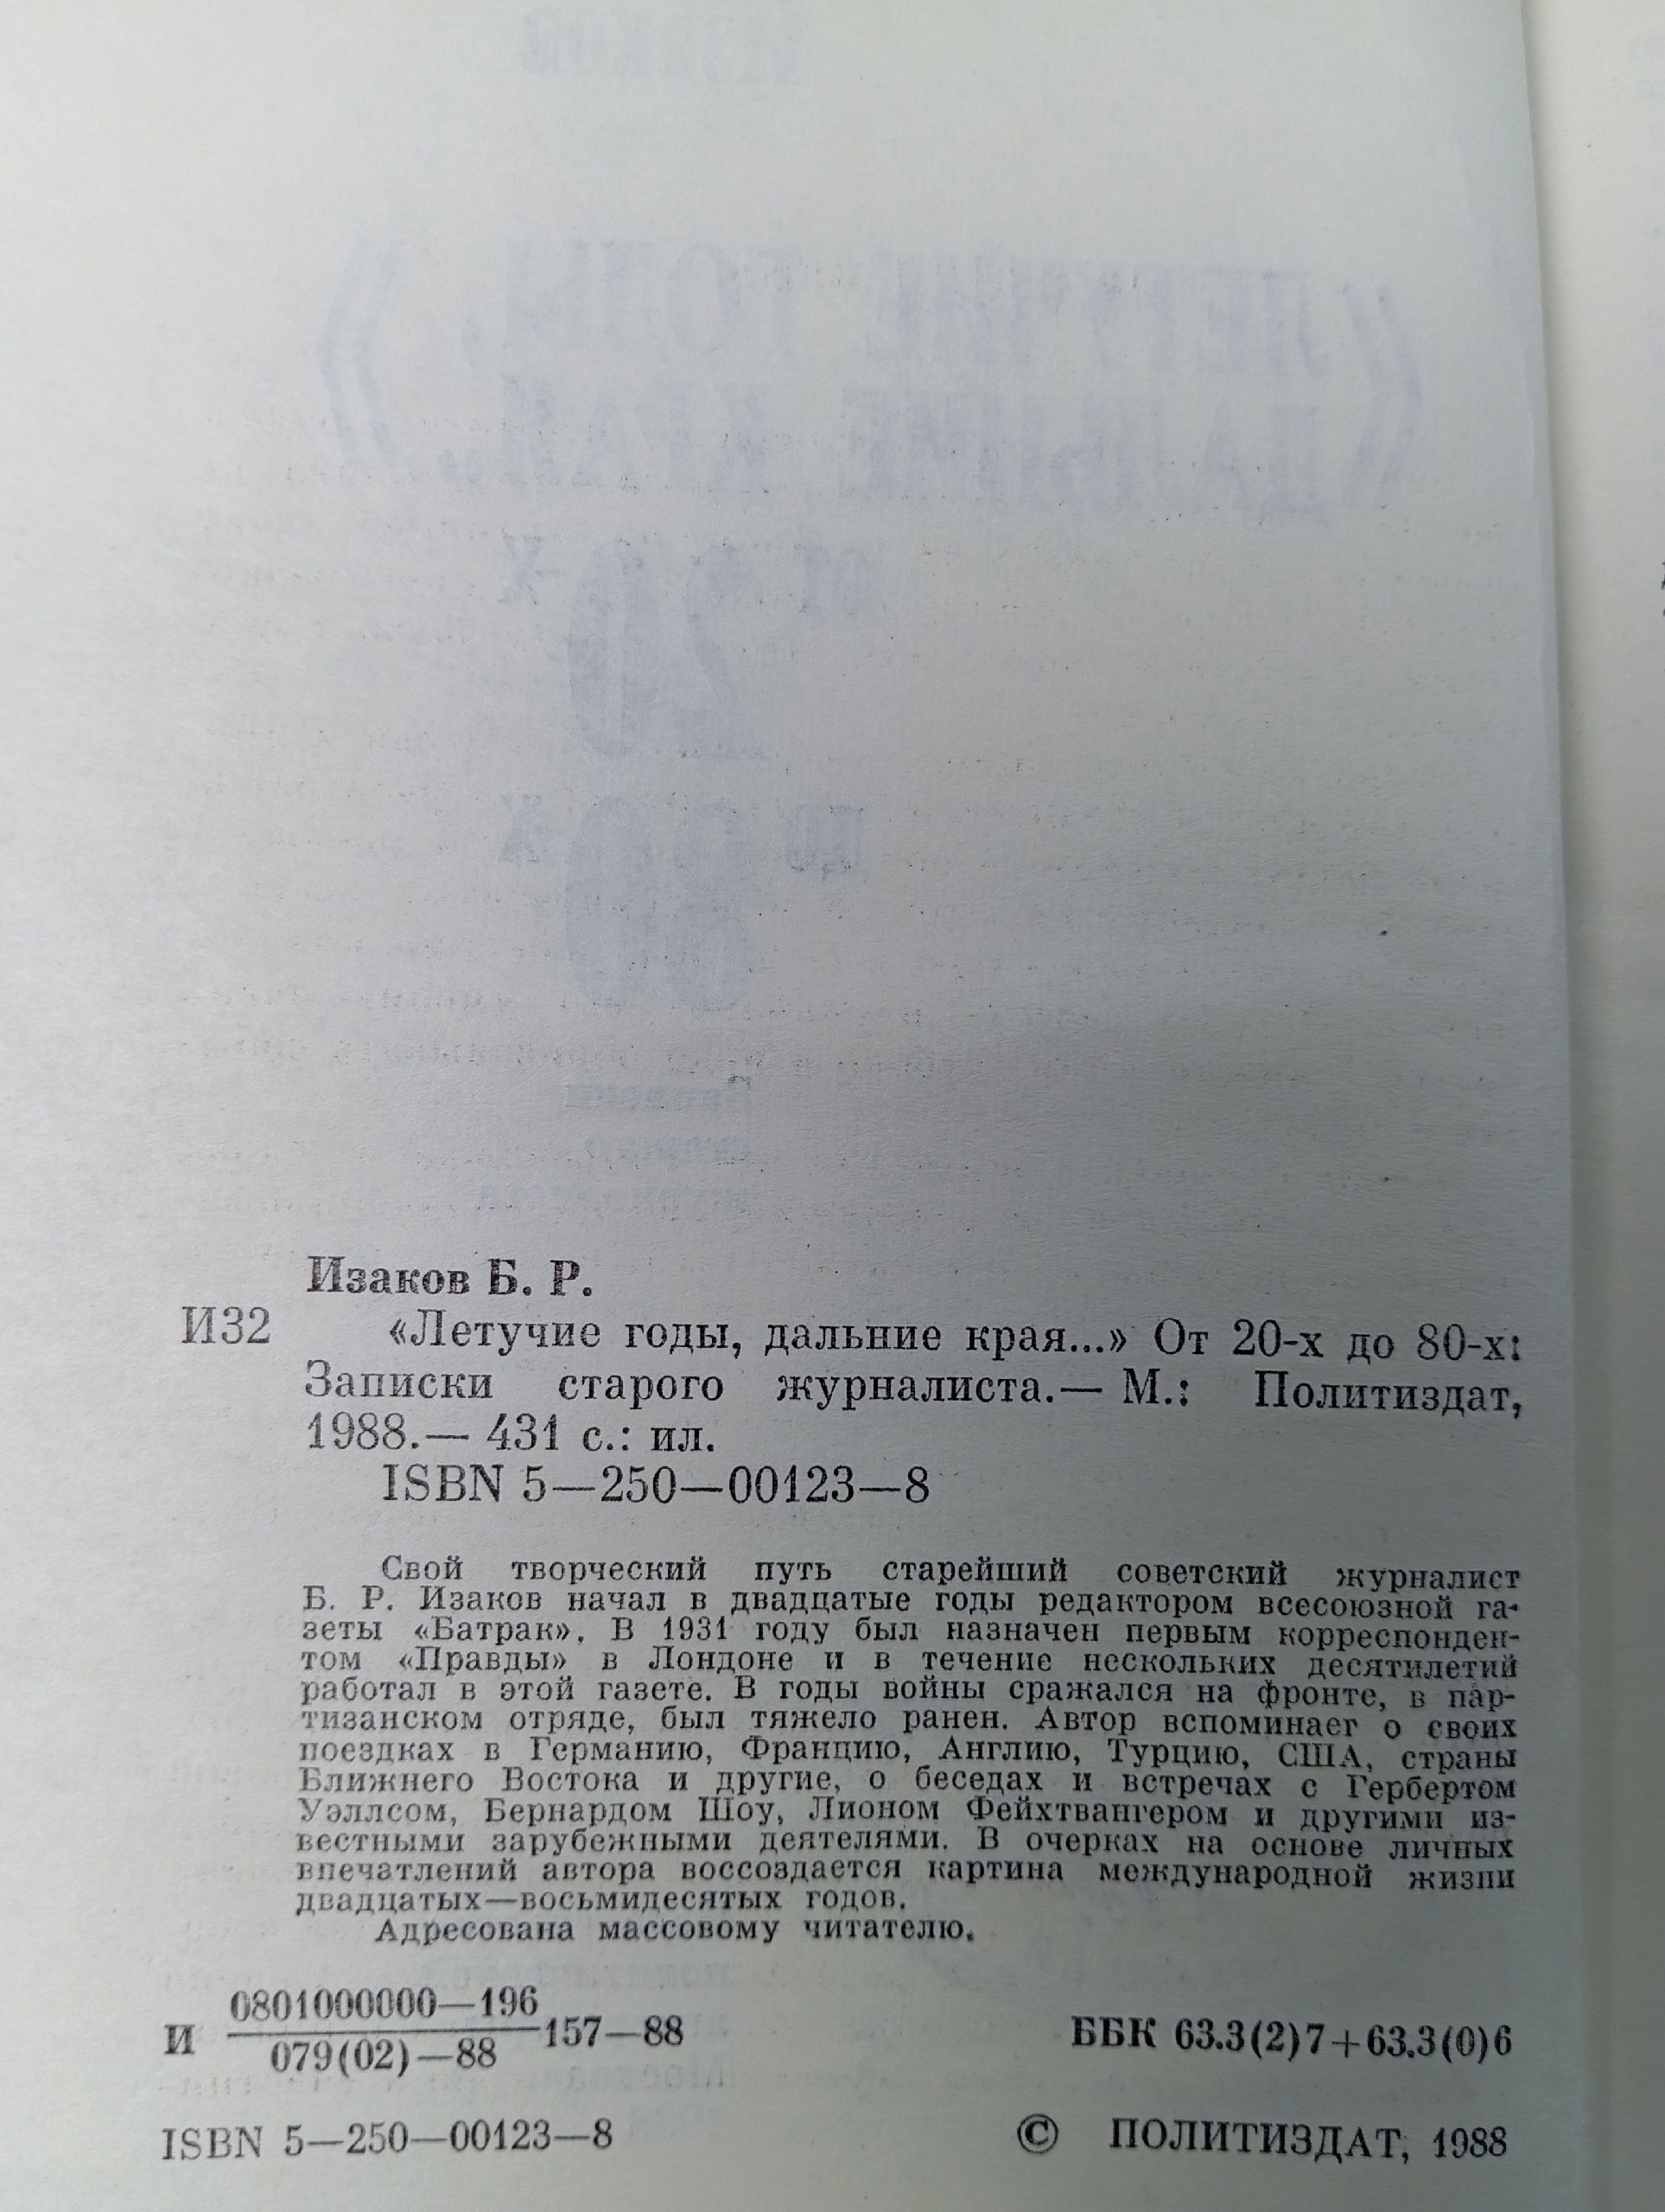 Изаков Б. Р.
И32
«Летучие годы, дальние края...» От 20-х до 80-х:
Записки старого журналиста.— М.: Политиздат,
1988.— 431 с.: ил.
ISBN 5—250—00123—8
Свой творческий путь старейший советский журналист
Б. Р. Изаков начал в двадцатые годы редактором всесоюзной га-
зеты «Батрак». В 1931 году был назначен первым корреспонден-
том «Правды» в Лондоне и в течение нескольких десятилетий
работал в этой газете. В годы войны сражался на фронте, в пар-
тизанском отряде, был тяжело ранен. Автор вспоминает о своих
поездках в Германию, Францию, Англию, Турцию, США, страны
Ближнего Востока и другие, о беседах и встречах с Гербертом
Уэллсом, Бернардом Шоу, Лионом Фейхтвангером и другими из-
вестными зарубежными деятелями. В очерках на основе личных
впечатлений автора воссоздается картина международной жизни
двадцатых—восьмидесятых годов.
Адресована массовому читателю.
И 0801000000—196
079(02)—88 157—88
ББК 63.3(2)7+63.3(0)6
ISBN 5—250—00123—8
© ПОЛИТИЗДАТ, 1988